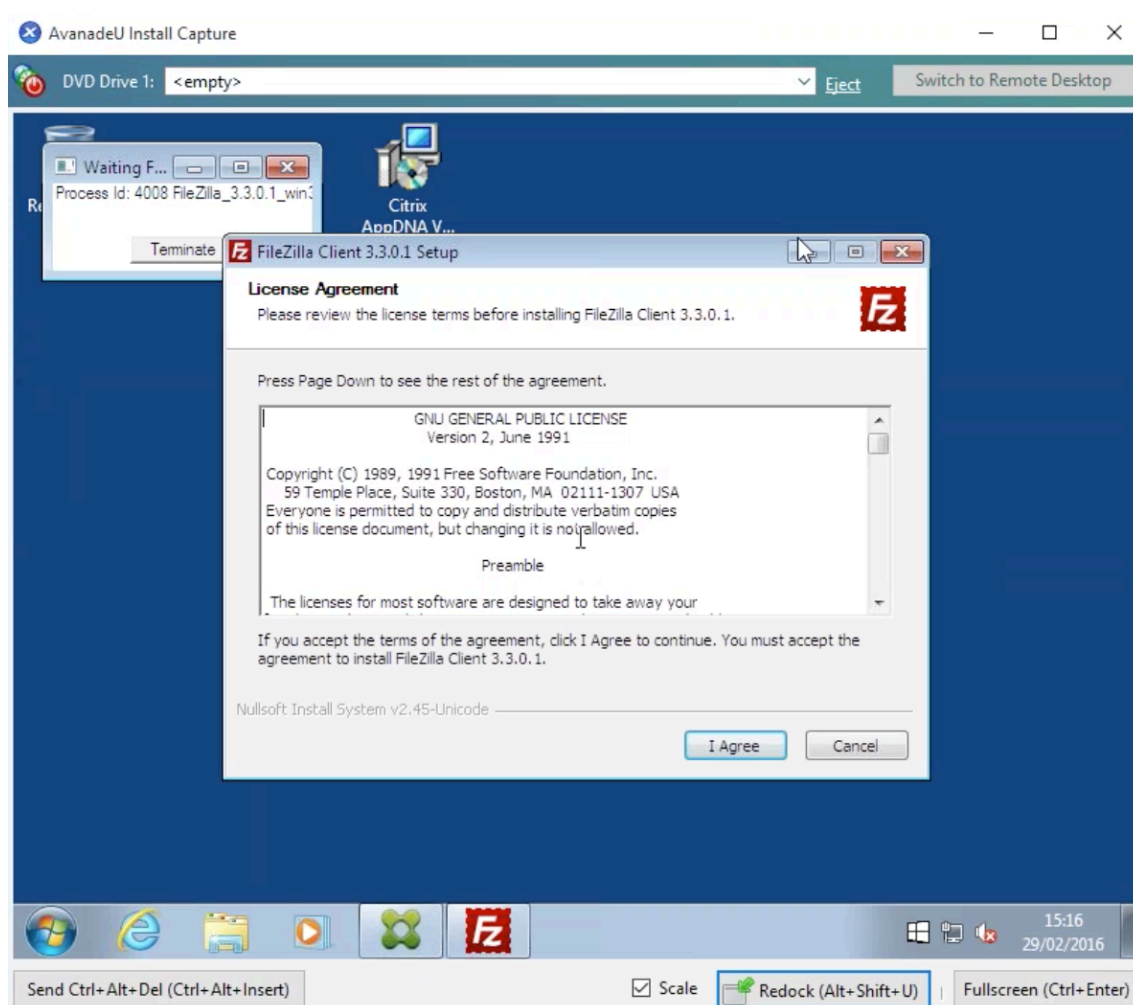 AvanadeU Install Capture
DVD Drive 1: <empty> Eject Switch to Remote Desktop
Waiting F...
Process Id: 4008 FileZilla_3.3.0.1_win3
Terminate
Citrix
AppDNA V...
FileZilla Client 3.3.0.1 Setup
License Agreement
Please review the license terms before installing FileZilla Client 3.3.0.1.
Fz
Press Page Down to see the rest of the agreement.
GNU GENERAL PUBLIC LICENSE
Version 2, June 1991
Copyright (C) 1989, 1991 Free Software Foundation, Inc.
59 Temple Place, Suite 330, Boston, MA 02111-1307 USA
Everyone is permitted to copy and distribute verbatim copies
of this license document, but changing it is not allowed.
Preamble
The licenses for most software are designed to take away your
If you accept the terms of the agreement, click I Agree to continue. You must accept the
agreement to install FileZilla Client 3.3.0.1.
Nullsoft Install System v2.45-Unicode
I Agree Cancel
15:16
29/02/2016
Send Ctrl+Alt+Del (Ctrl+Alt+Insert) Scale Redock (Alt+Shift+U) Fullscreen (Ctrl+Enter)